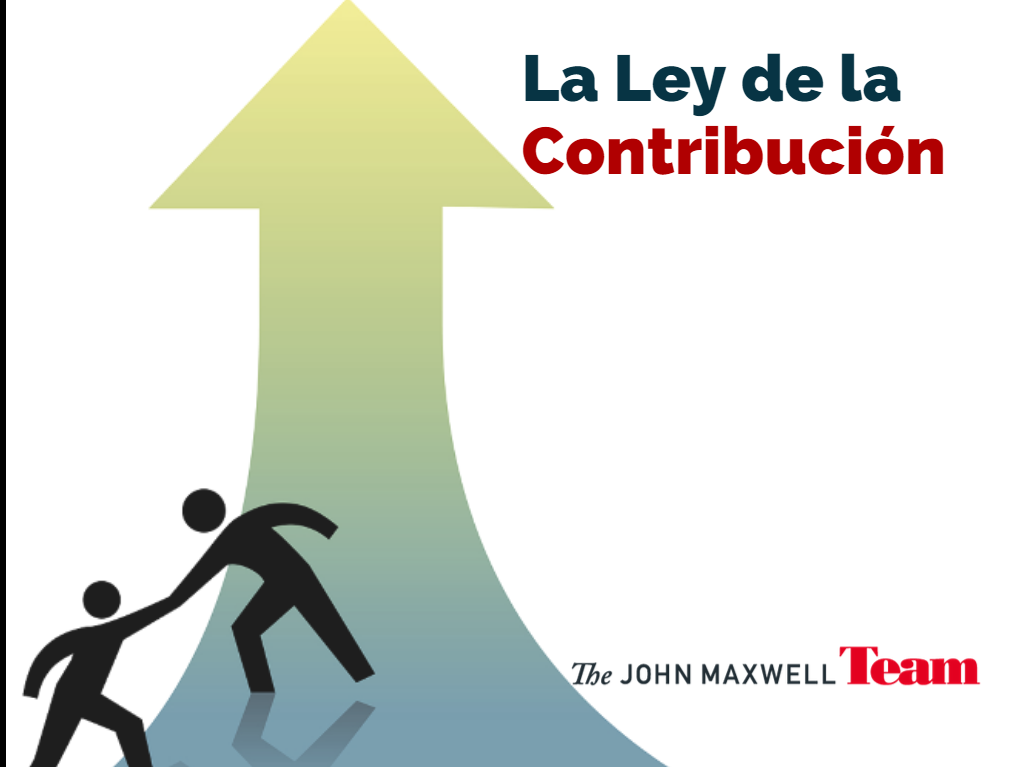 La Ley de la
Contribución
The JOHN MAXWELL Team